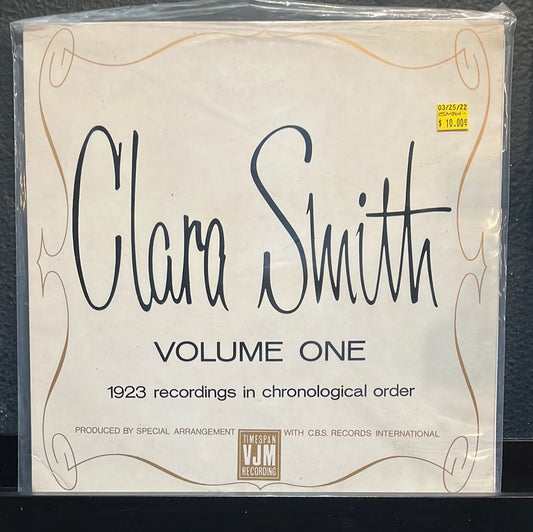 03/25/22
$ 10.00
Clara Smith
VOLUME ONE
1923 recordings in chronological order
PRODUCED BY SPECIAL ARRANGEMENT WITH C.B.S. RECORDS INTERNATIONAL
TIMESPAN
VJM
RECORDING